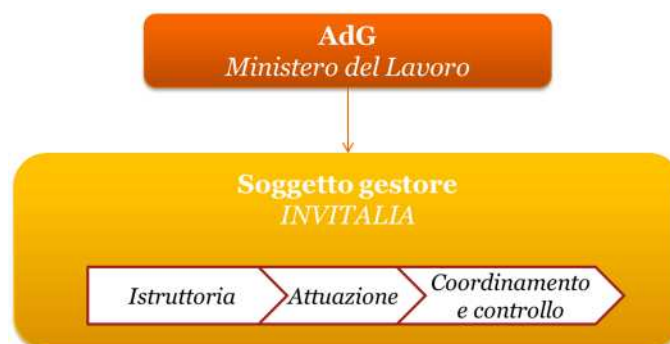 AdG
Ministero del Lavoro
Soggetto gestore
INVITALIA
Istruttoria
Attuazione
Coordinamento
e controllo